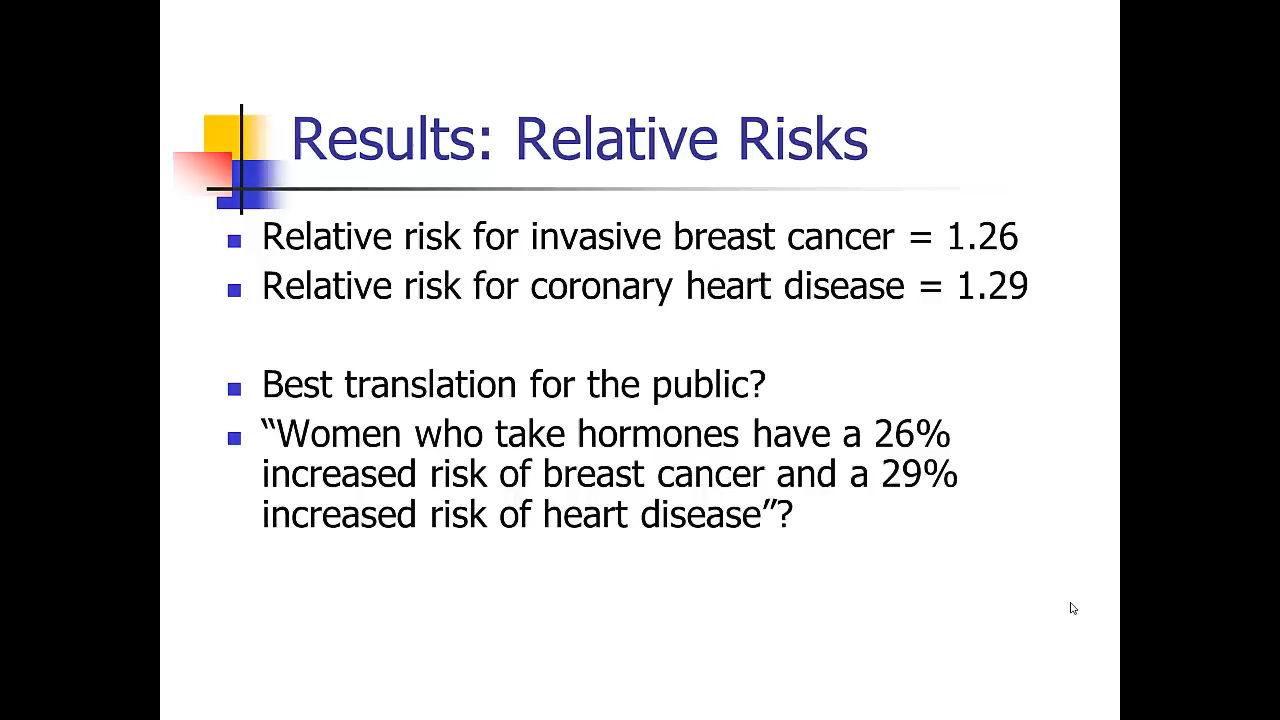 Results: Relative Risks
Relative risk for invasive breast cancer = 1.26
Relative risk for coronary heart disease = 1.29
Best translation for the public?
“Women who take hormones have a 26%
increased risk of breast cancer and a 29%
increased risk of heart disease”?